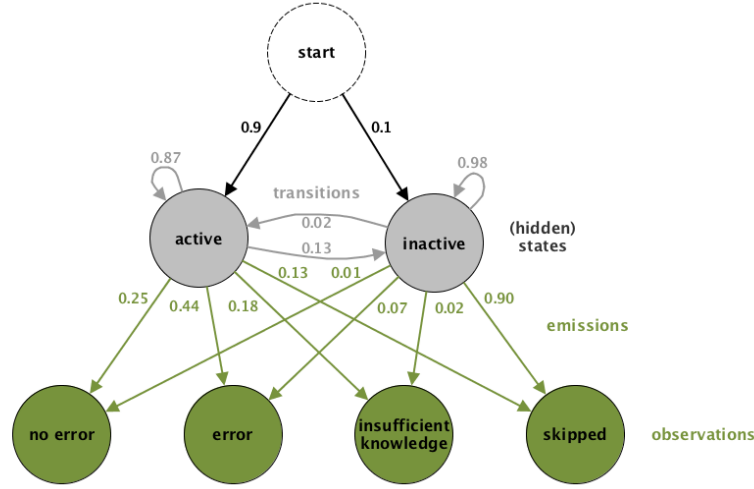 start
0.9
0.1
0.87
0.98
transitions
0.02
active
inactive
(hidden)
states
0.13
0.13
0.01
0.25
0.44
0.18
0.07
0.02
0.90
emissions
no error
error
insufficient
knowledge
skipped
observations